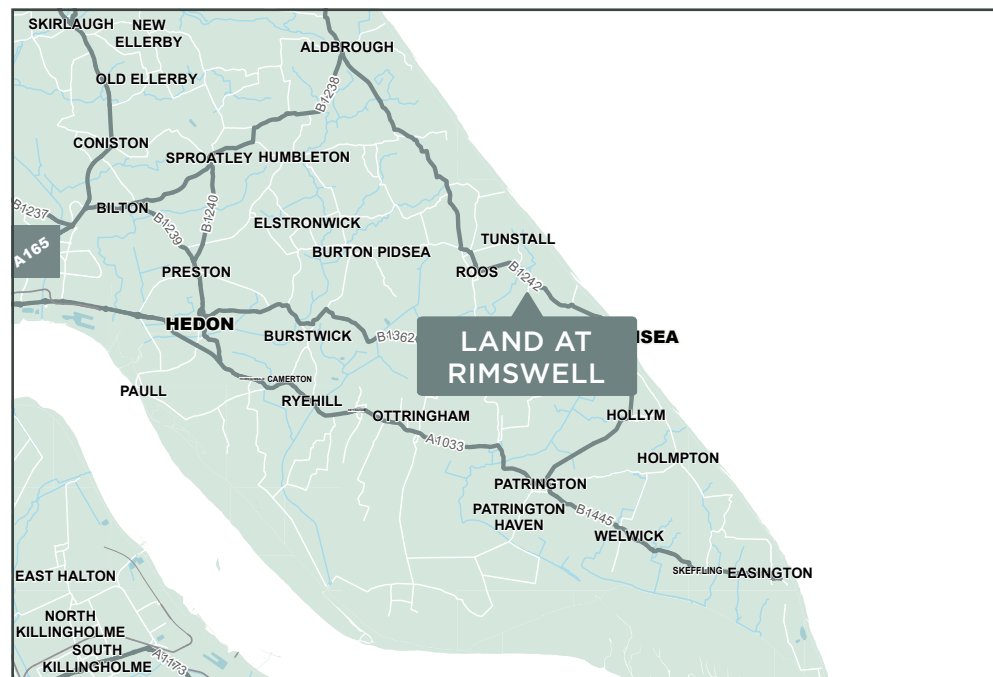 SKIRLAUGH
NEW
ELLERBY
ALDBROUGH
OLD ELLERBY
B1238
CONISTON
SPROATLEY
HUMBLETON
B1237
BILTON
B1239
B1240
ELSTRONWICK
TUNSTALL
A165
BURTON PIDSEA
PRESTON
ROOS
B1242
HEDON
BURSTWICK
B1362
LAND AT
RIMSWELL
NSEA
CAMERTON
PAULL
RYEHILL
OTTRINGHAM
HOLLYM
A1033
HOLMPTON
PATRINGTON
PATRINGTON
HAVEN
B1445
WELWICK
SKEFFLING
EASINGTON
EAST HALTON
NORTH
KILLINGHOLME
SOUTH
KILLINGHOLME
A1173